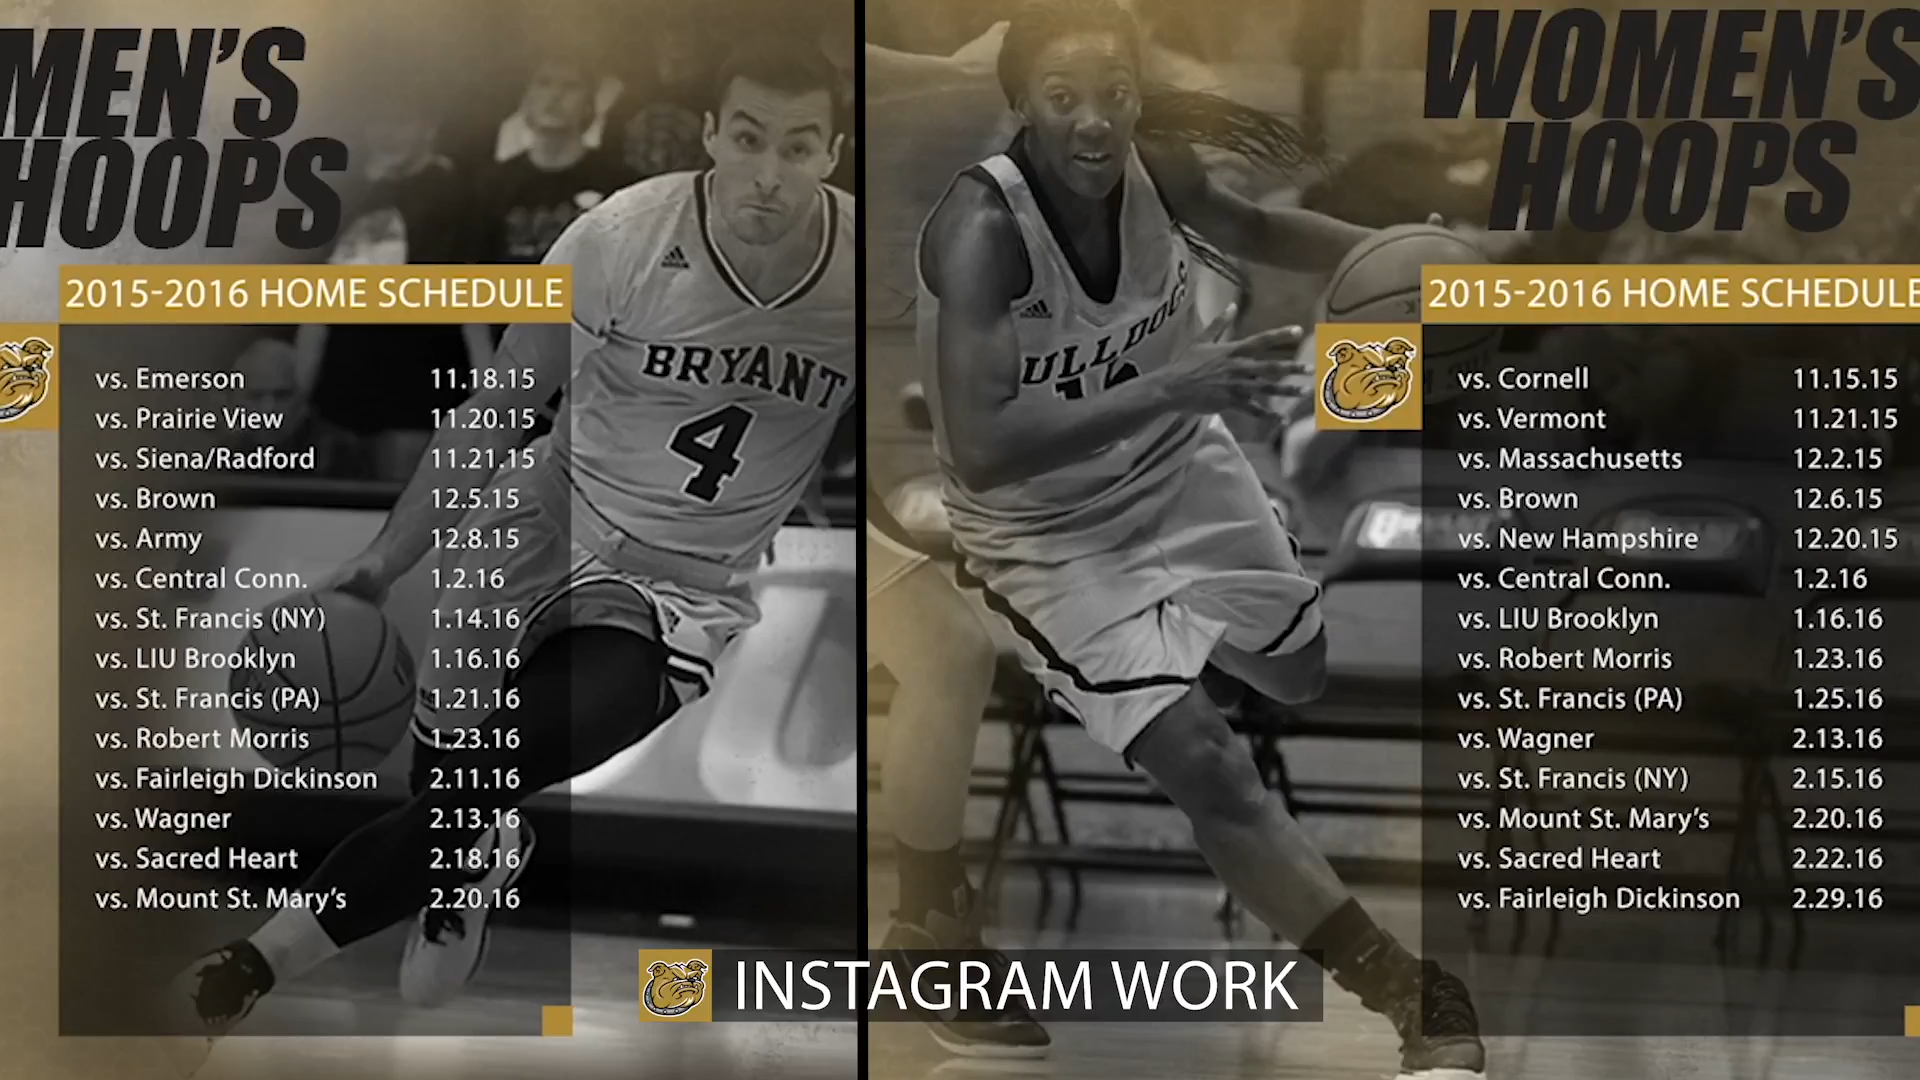 MEN'S
HOOPS
2015-2016 HOME SCHEDULE
vs. Emerson 11.18.15
vs. Prairie View 11.20.15
vs. Siena/Radford 11.21.15
vs. Brown 12.5.15
vs. Army 12.8.15
vs. Central Conn. 1.2.16
vs. St. Francis (NY) 1.14.16
vs. LIU Brooklyn 1.16.16
vs. St. Francis (PA) 1.21.16
vs. Robert Morris 1.23.16
vs. Fairleigh Dickinson 2.11.16
vs. Wagner 2.13.16
vs. Sacred Heart 2.18.16
vs. Mount St. Mary's 2.20.16
BRYANT
4
WOMEN'S
HOOPS
2015-2016 HOME SCHEDULE
vs. Cornell 11.15.15
vs. Vermont 11.21.15
vs. Massachusetts 12.2.15
vs. Brown 12.6.15
vs. New Hampshire 12.20.15
vs. Central Conn. 1.2.16
vs. LIU Brooklyn 1.16.16
vs. Robert Morris 1.23.16
vs. St. Francis (PA) 1.25.16
vs. Wagner 2.13.16
vs. St. Francis (NY) 2.15.16
vs. Mount St. Mary's 2.20.16
vs. Sacred Heart 2.22.16
vs. Fairleigh Dickinson 2.29.16
ULLDOGS
INSTAGRAM WORK